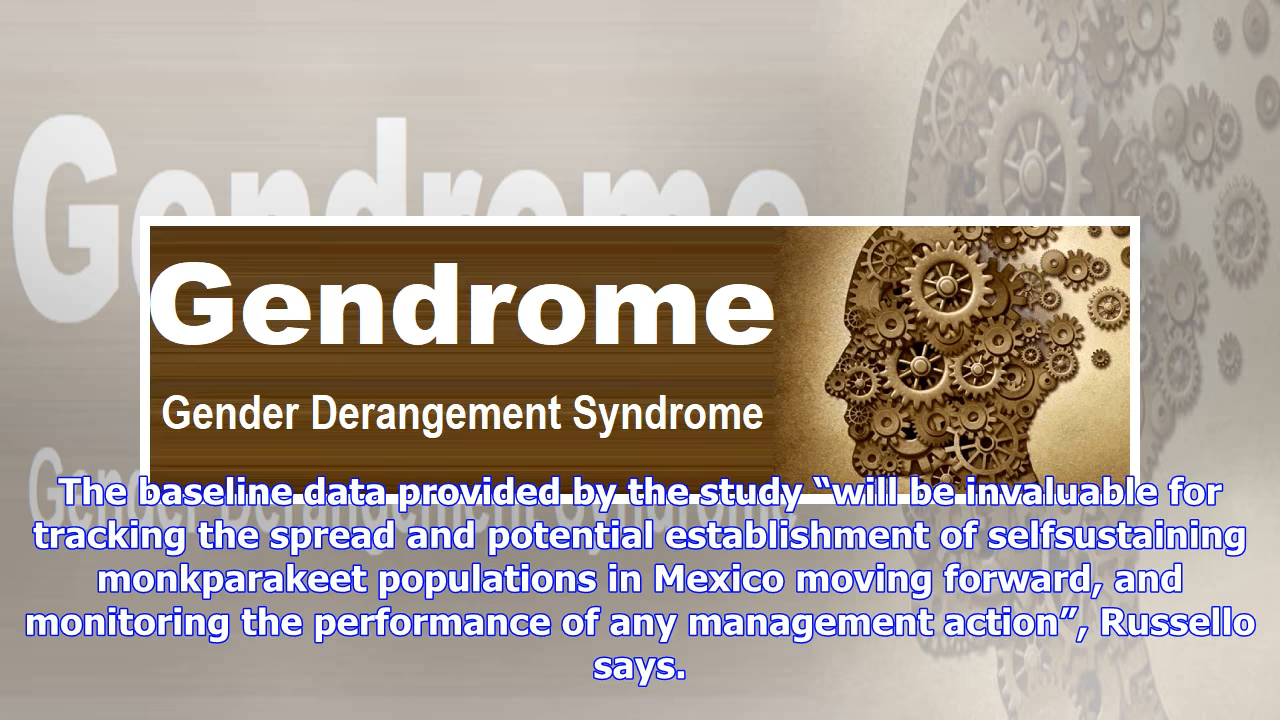 Gendrome
Gendrome
Gender Derangement Syndrome
The baseline data provided by the study “will be invaluable for
tracking the spread and potential establishment of selfsustaining
monkparakeet populations in Mexico moving forward, and
monitoring the performance of any management action”, Russello
says.